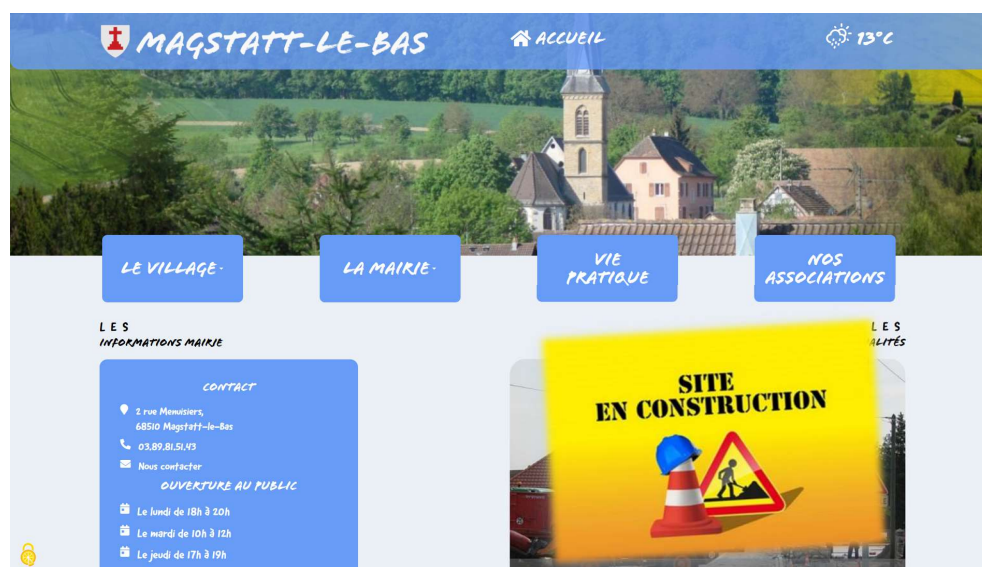 MAGSTATT-LE-BAS
ACCUEIL
13°C
LE VILLAGE
LA MAIRIE
VIE
PRATIQUE
NOS
ASSOCIATIONS
LES
INFORMATIONS MAIRIE
LES
ALITÉS
CONTACT
2 rue Menuisiers,
68510 Magstatt-le-Bas
03.89.81.51.43
Nous contacter
OUVERTURE AU PUBLIC
Le lundi de 18h à 20h
Le mardi de 10h à 12h
Le jeudi de 17h à 19h
SITE
EN CONSTRUCTION